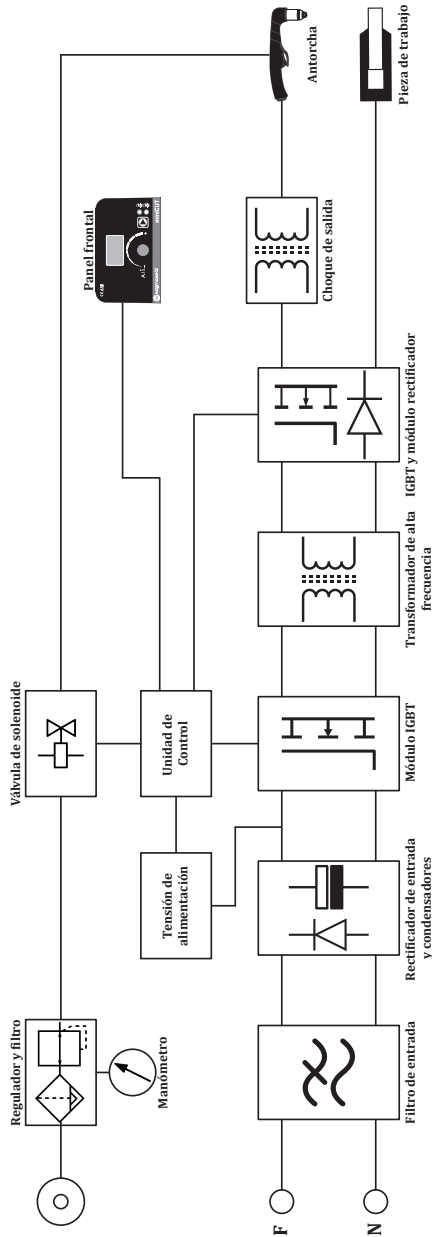 Regulador y filtro
Manómetro
Válvula de solenoide
Tensión de
alimentación
Unidad de
Control
Panel frontal
miniCUT
Antorcha
Pieza de trabajo
F
N
Filtro de entrada
Rectificador de entrada
y condensadores
Módulo IGBT
Transformador de alta
frecuencia
IGBT y módulo rectificador
Choque de salida